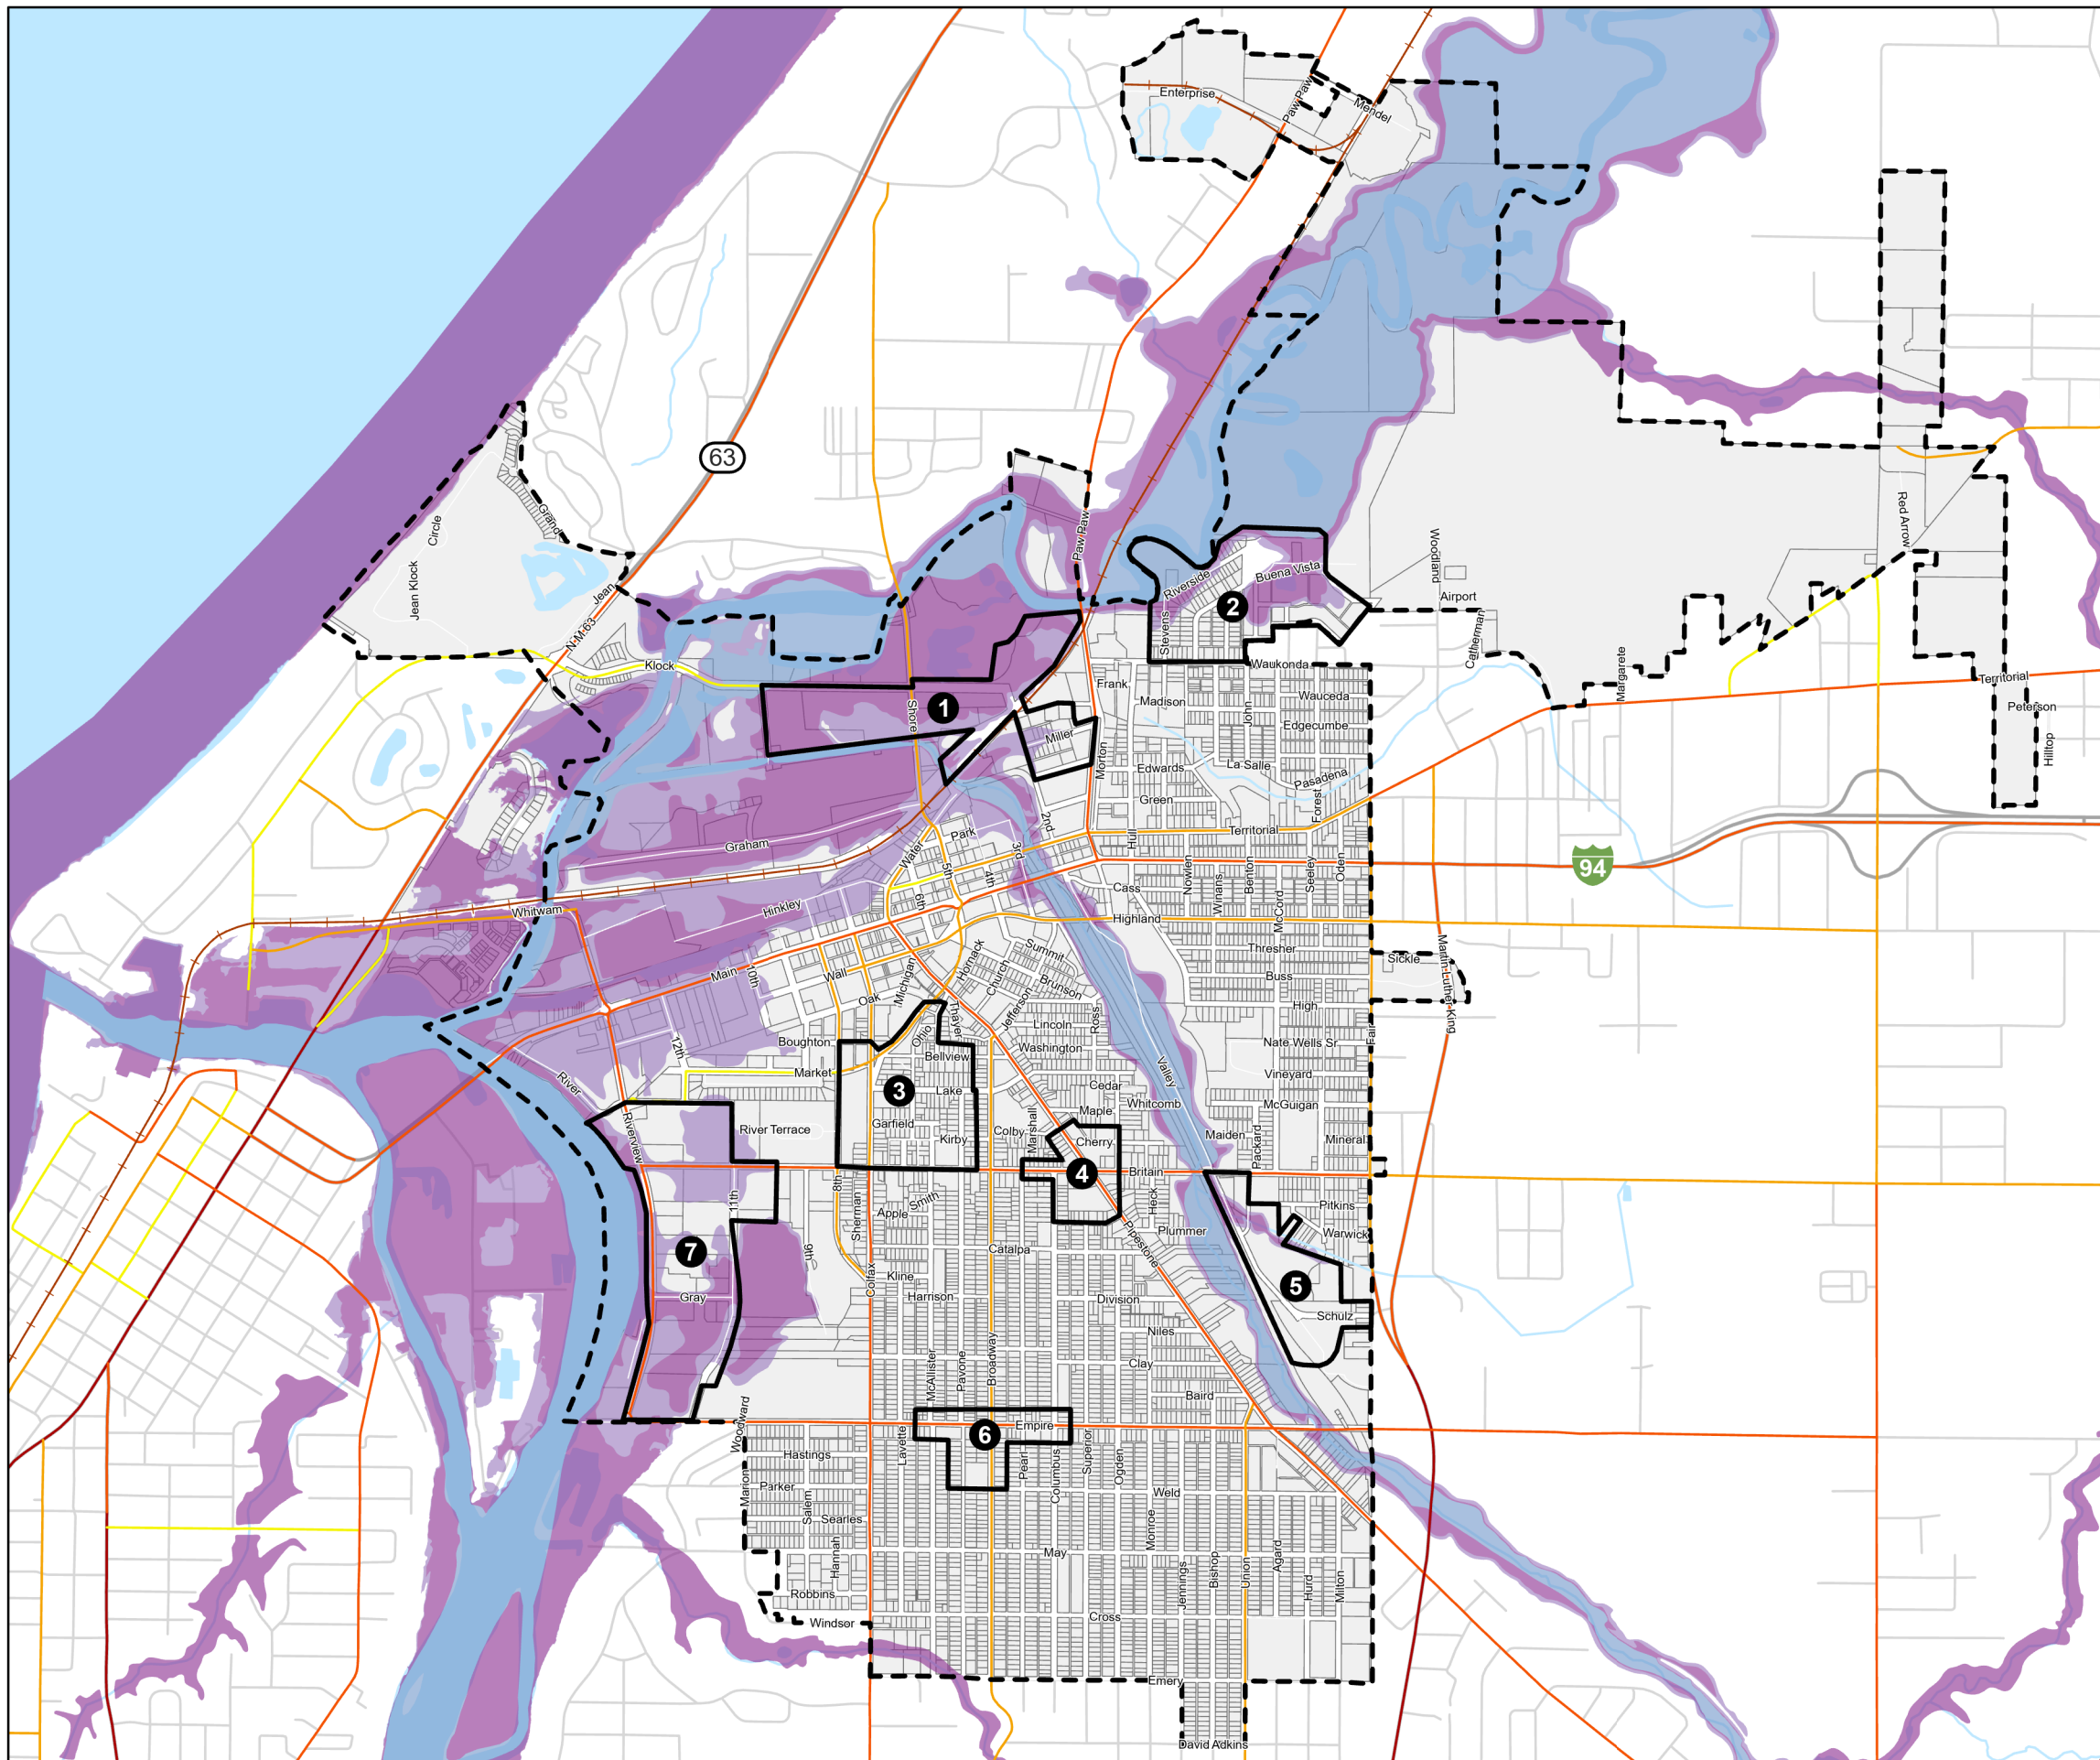 Enterprise
Paw Paw
Mendel
63
Circle
Grand
Jean Klock
Jean
N M 63
Klock
Paw Paw
Woodland
Airport
Red Arrow
Riverside
Buena Vista
2
Stevens
Catherman
Waukonda
Margarete
Territorial
Peterson
Hilltop
1
Shore
Frank
Madison
Wauceda
John
Edgecumbe
Miller
Morton
Edwards
La Salle
Pasadena
Green
Forest
Territorial
2nd
Hull
Park
Water
3rd
Graham
5th
4th
94
Nowlen
Winans
Benton
McCord
Seeley
Oden
Cass
6th
Hinkley
Whitwam
Highland
Thresher
Summit
Hornack
Church
Michigan
Main
10th
Wall
Oak
Brunson
Buss
Sickle
Martin Luther King
High
Jefferson
Ross
Lincoln
Thayer
Ohio
Boughton
12th
Washington
Nate Wells Sr
Fair
Bellview
Market
Valley
Vineyard
River
3
Lake
Cedar
Maple
Whitcomb
McGuigan
Marshall
Garfield
River Terrace
Riverview
Kirby
Colby
Cherry
Maiden
Packard
Mineral
4
Britain
8th
11th
Sherman
Smith
Apple
Heck
Pitkins
Plummer
Warwick
Pipestone
7
9th
Catalpa
Colfax
Kline
Harrison
5
Gray
Division
Schulz
Niles
McAllister
Pavone
Broadway
Clay
Baird
Woodward
6
Empire
Lavette
Hastings
Pearl
Columbus
Superior
Ogden
Marion
Parker
Salem
Weld
Searles
Monroe
Hannah
May
Jennings
Bishop
Union
Agard
Hurd
Milton
Robbins
Cross
Windsor
Emery
David Adkins